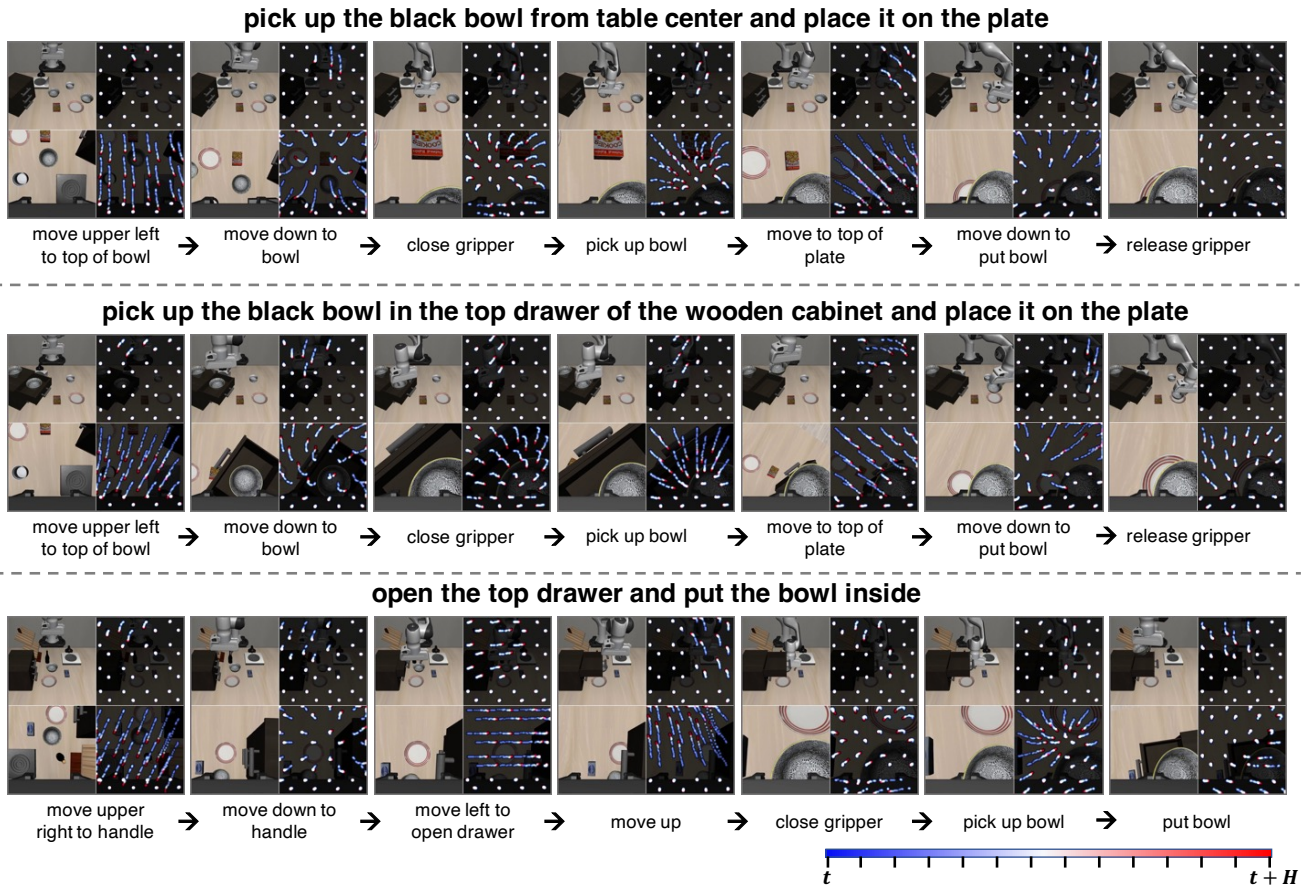 pick up the black bowl from table center and place it on the plate
move upper left
to top of bowl
move down to
bowl
close gripper
pick up bowl
move to top of
plate
move down to
put bowl
release gripper
pick up the black bowl in the top drawer of the wooden cabinet and place it on the plate
move upper left
to top of bowl
move down to
bowl
close gripper
pick up bowl
move to top of
plate
move down to
put bowl
release gripper
open the top drawer and put the bowl inside
move upper
right to handle
move down to
handle
move left to
open drawer
move up
close gripper
pick up bowl
put bowl
t
t + H